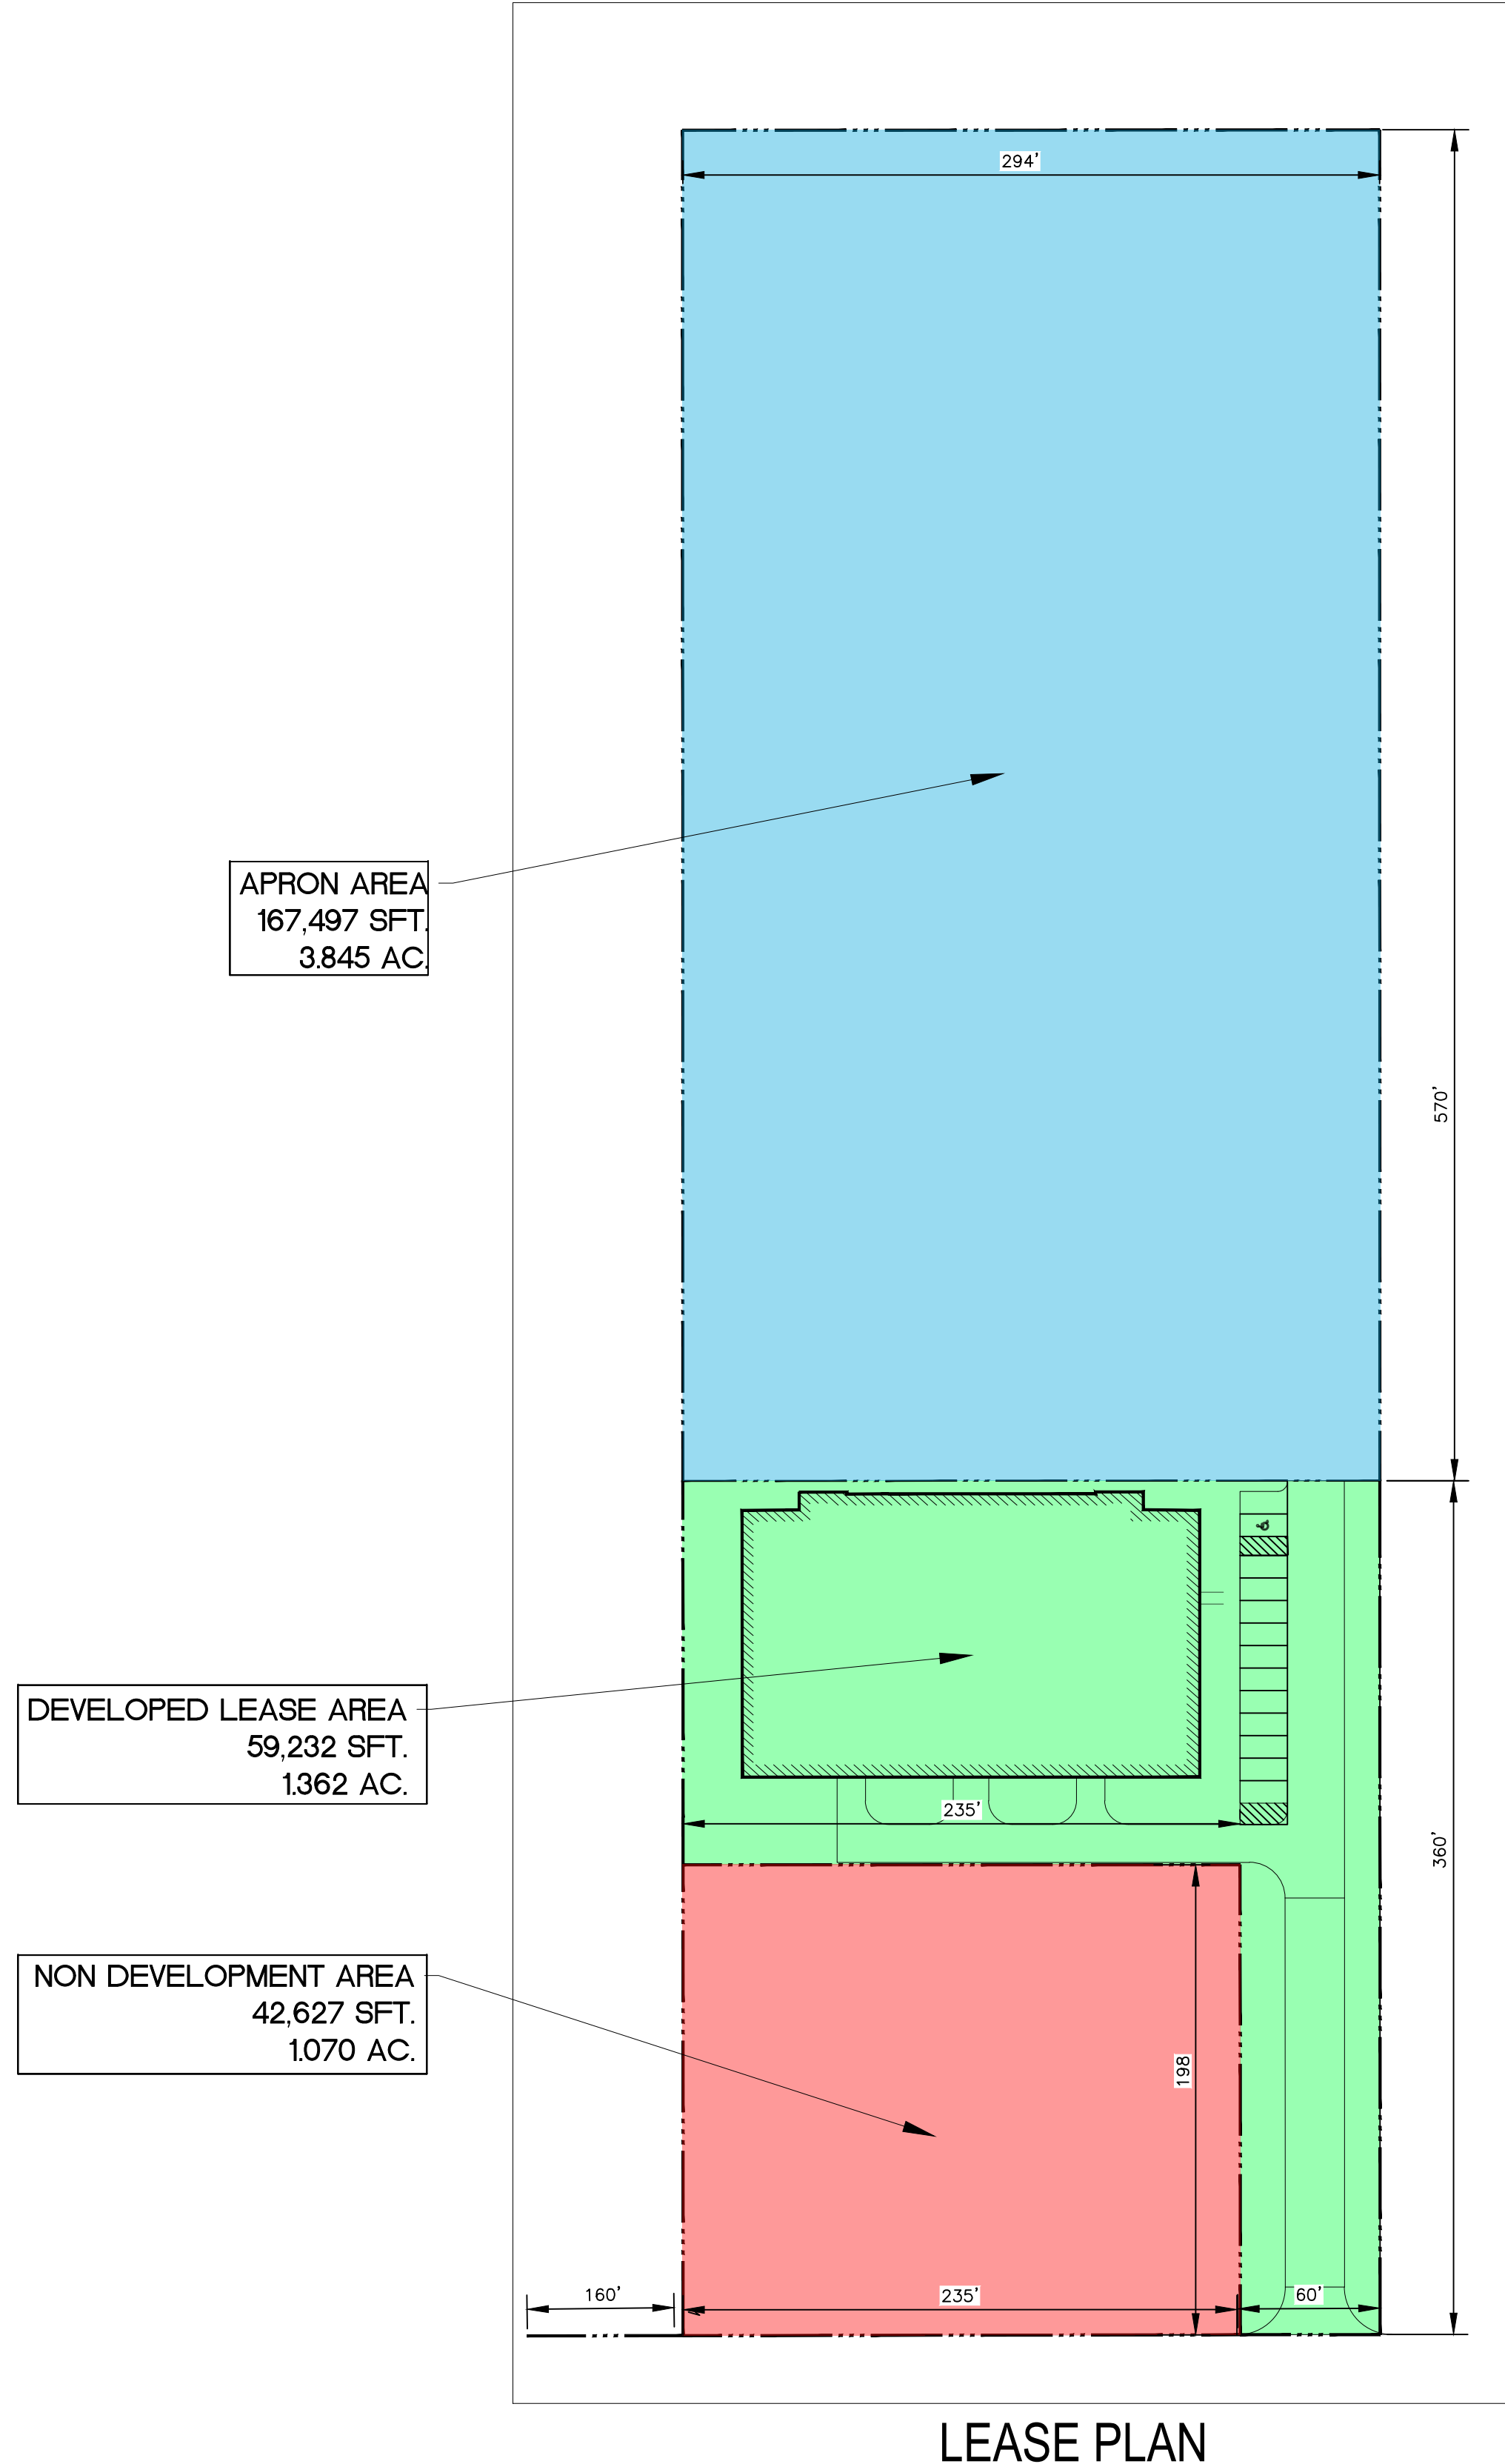 294'
570'
APRON AREA
167,497 SFT.
3.845 AC.
DEVELOPED LEASE AREA
59,232 SFT.
1.362 AC.
235'
360'
NON DEVELOPMENT AREA
42,627 SFT.
1.070 AC.
198
160'
235'
60'
LEASE PLAN